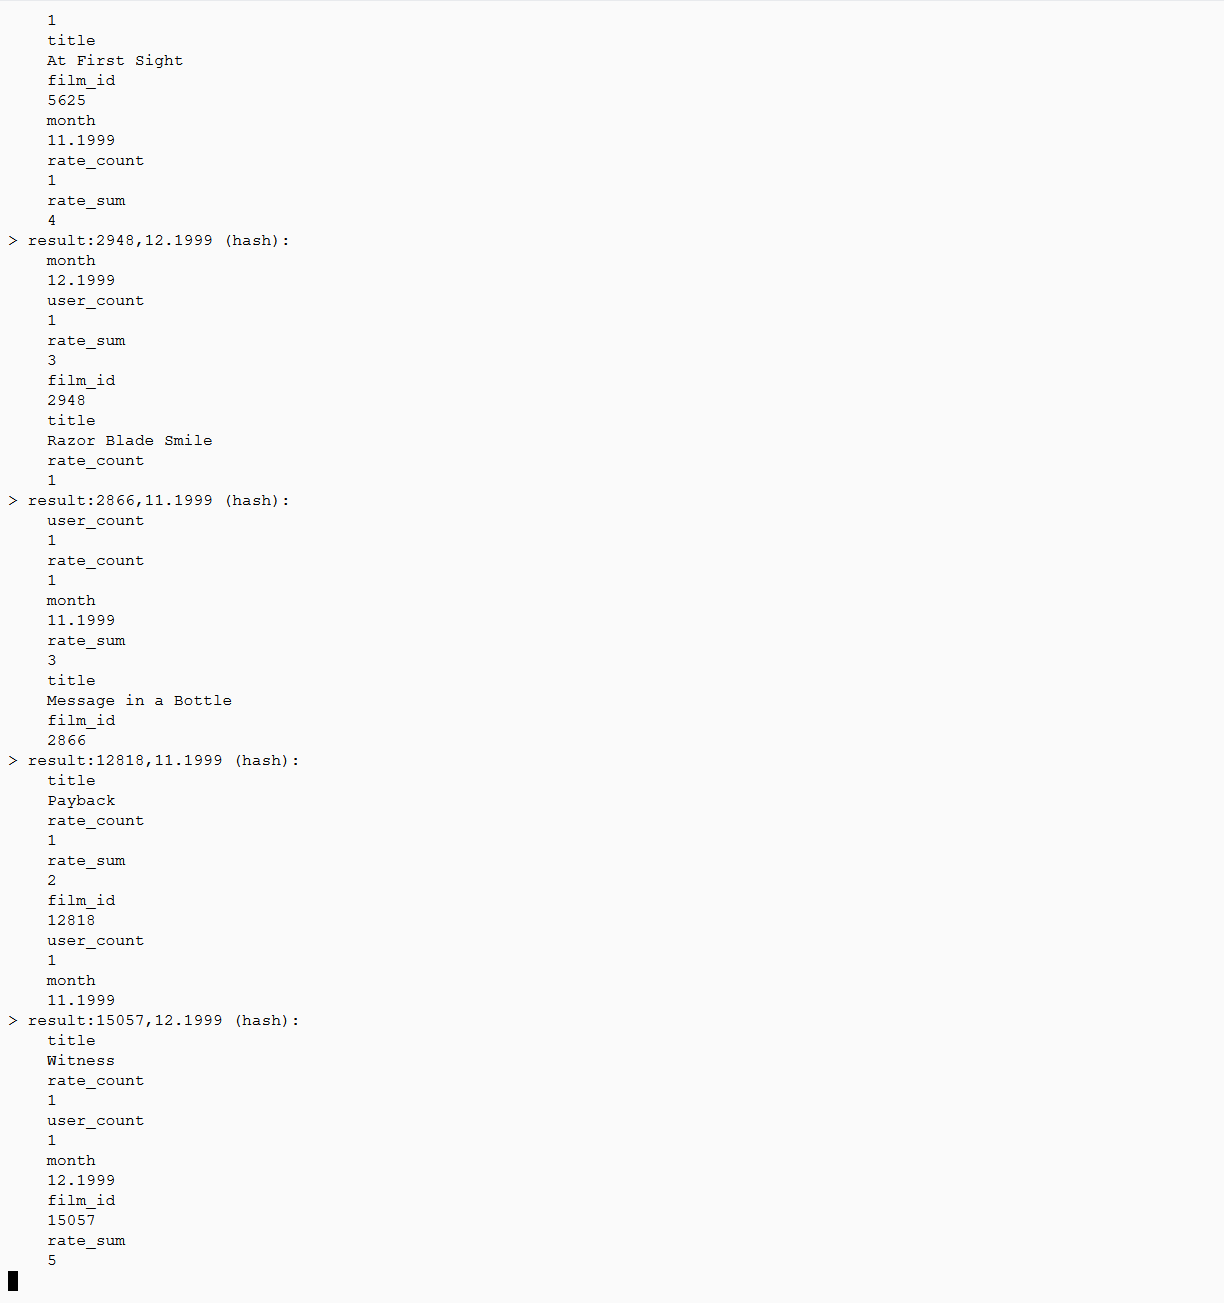 1
title
At First Sight
film_id
5625
month
11.1999
rate_count
1
rate_sum
4
> result:2948,12.1999 (hash):
month
12.1999
user_count
1
rate_sum
3
film_id
2948
title
Razor Blade Smile
rate_count
1
> result:2866,11.1999 (hash):
user_count
1
rate_count
1
month
11.1999
rate_sum
3
title
Message in a Bottle
film_id
2866
> result:12818,11.1999 (hash):
title
Payback
rate_count
1
rate_sum
2
film_id
12818
user_count
1
month
11.1999
> result:15057,12.1999 (hash):
title
Witness
rate_count
1
user_count
1
month
12.1999
film_id
15057
rate_sum
5